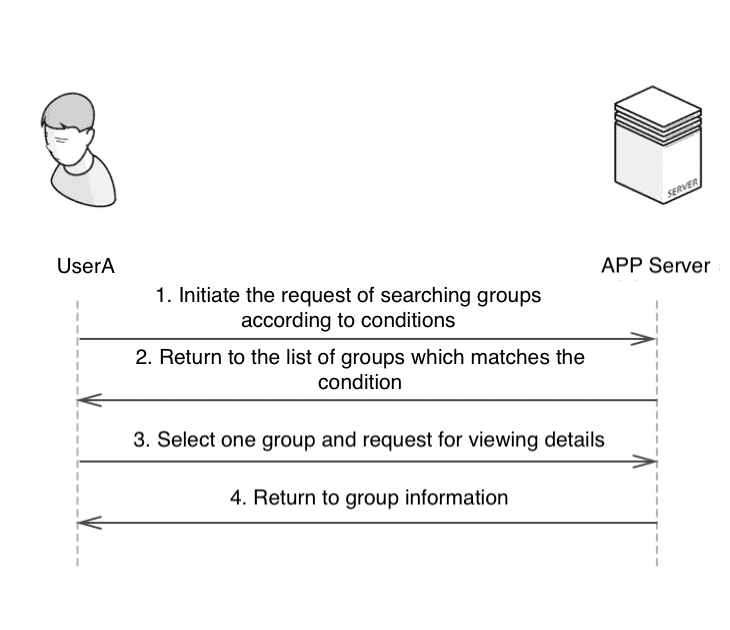 SERVER
UserA
APP Server
1. Initiate the request of searching groups
according to conditions
2. Return to the list of groups which matches the
condition
3. Select one group and request for viewing details
4. Return to group information